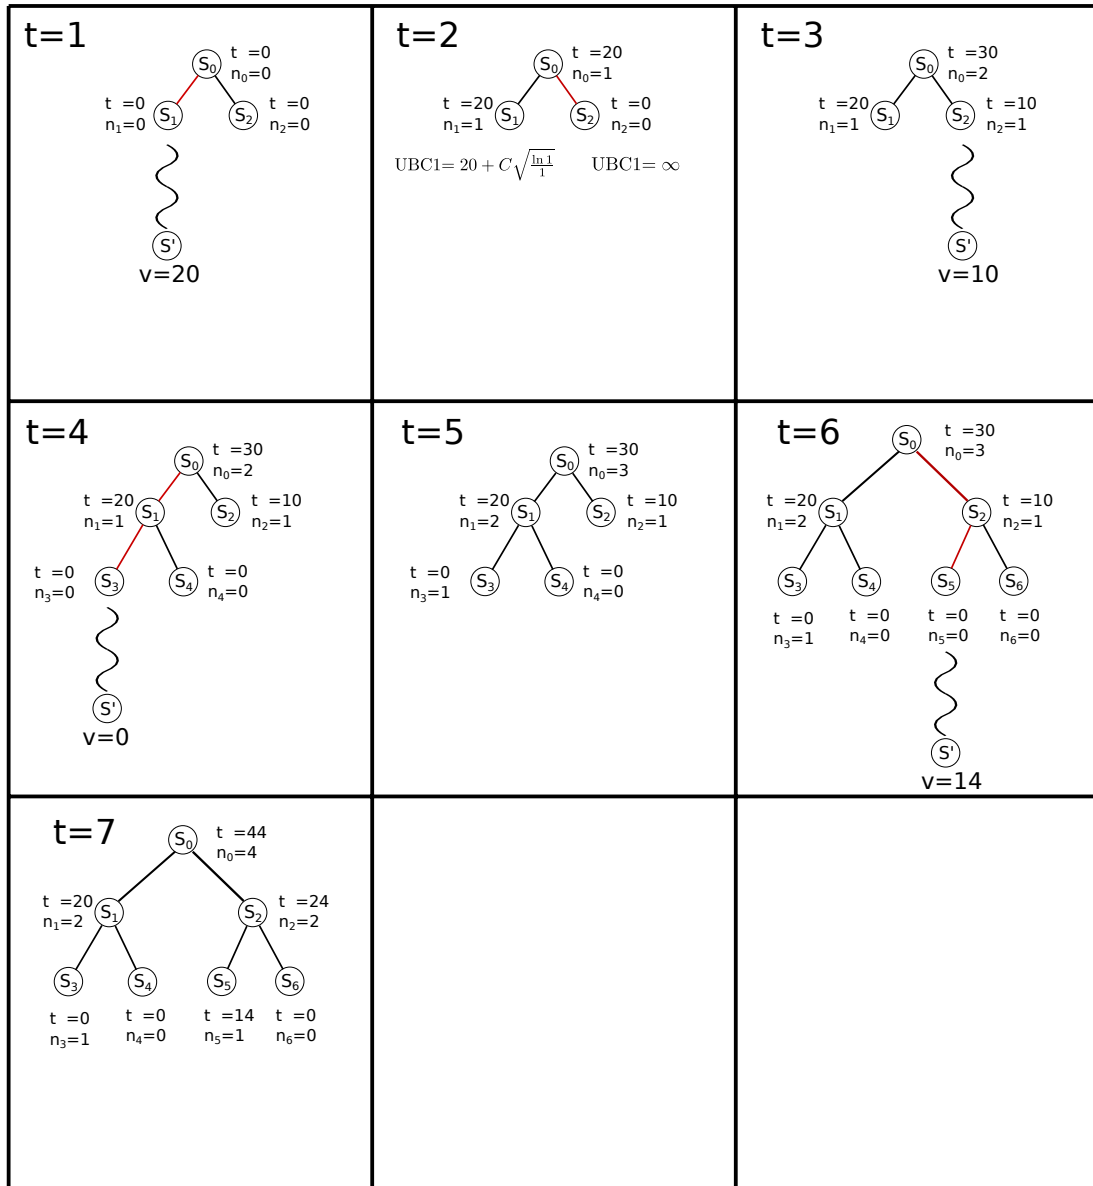 t=1
t =0
n₀=0
S₀
t =0
n₁=0
S₁
S₂
t =0
n₂=0
S'
v=20
t=2
t =20
n₀=1
S₀
t =20
n₁=1
S₁
S₂
t =0
n₂=0
UBC1= 20 + C√(ln 1/1) UBC1= ∞
t=3
t =30
n₀=2
S₀
t =20
n₁=1
S₁
S₂
t =10
n₂=1
S'
v=10
t=4
t =30
n₀=2
S₀
t =20
n₁=1
S₁
S₂
t =10
n₂=1
t =0
n₃=0
S₃
S₄
t =0
n₄=0
S'
v=0
t=5
t =30
n₀=3
S₀
t =20
n₁=2
S₁
S₂
t =10
n₂=1
t =0
n₃=1
S₃
S₄
t =0
n₄=0
t=6
S₀
t =30
n₀=3
t =20
n₁=2
S₁
S₂
t =10
n₂=1
S₃
S₄
S₅
S₆
t =0
n₃=1
t =0
n₄=0
t =0
n₅=0
t =0
n₆=0
S'
v=14
t=7
S₀
t =44
n₀=4
t =20
n₁=2
S₁
S₂
t =24
n₂=2
S₃
S₄
S₅
S₆
t =0
n₃=1
t =0
n₄=0
t =14
n₅=1
t =0
n₆=0